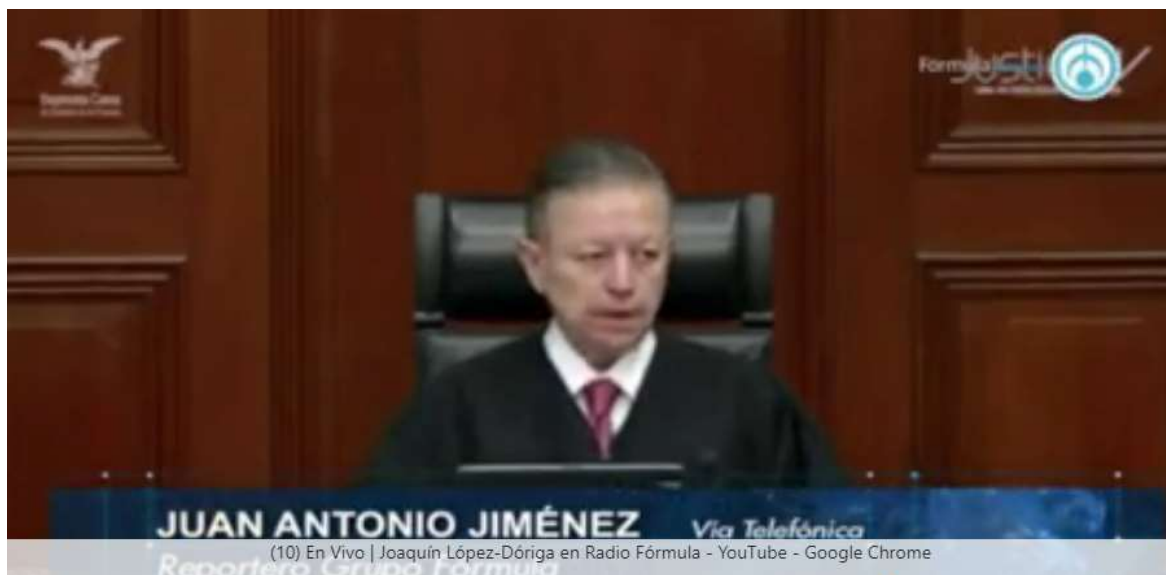 Fórmula
JUSTI
JUAN ANTONIO JIMÉNEZ Vía Telefónica
(10) En Vivo | Joaquín López-Dóriga en Radio Fórmula - YouTube - Google Chrome
Reportero Grupo Fórmula